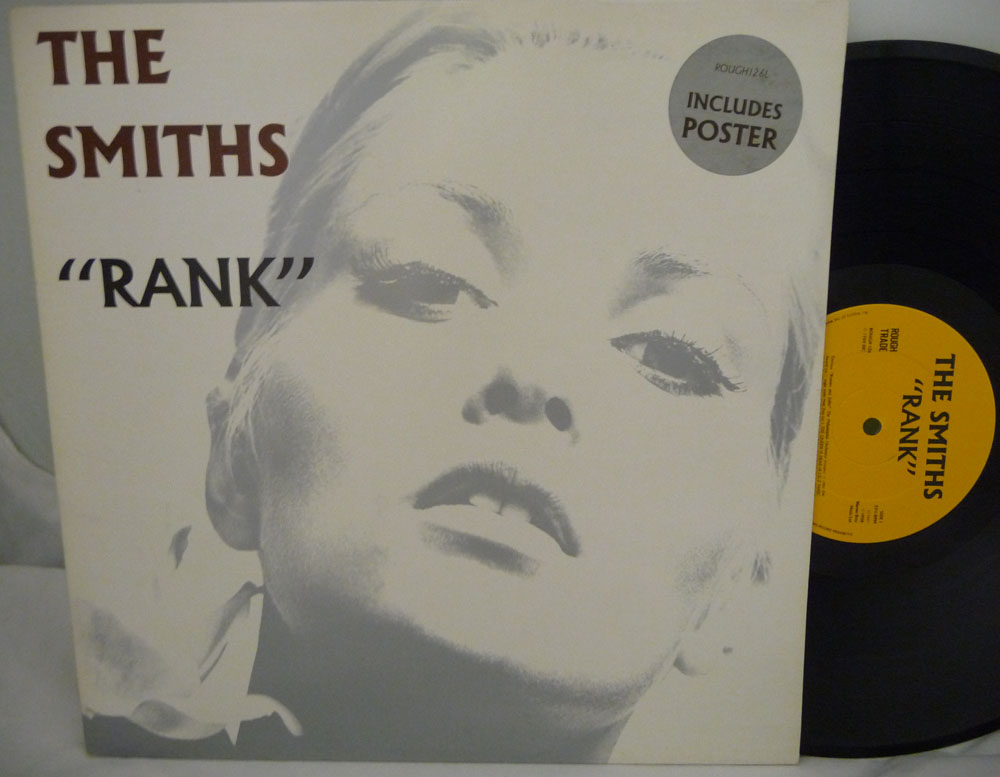 THE
SMITHS
“RANK”
ROUGH126L
INCLUDES
POSTER
ROUGH
TRADE
THE SMITHS
“RANK”